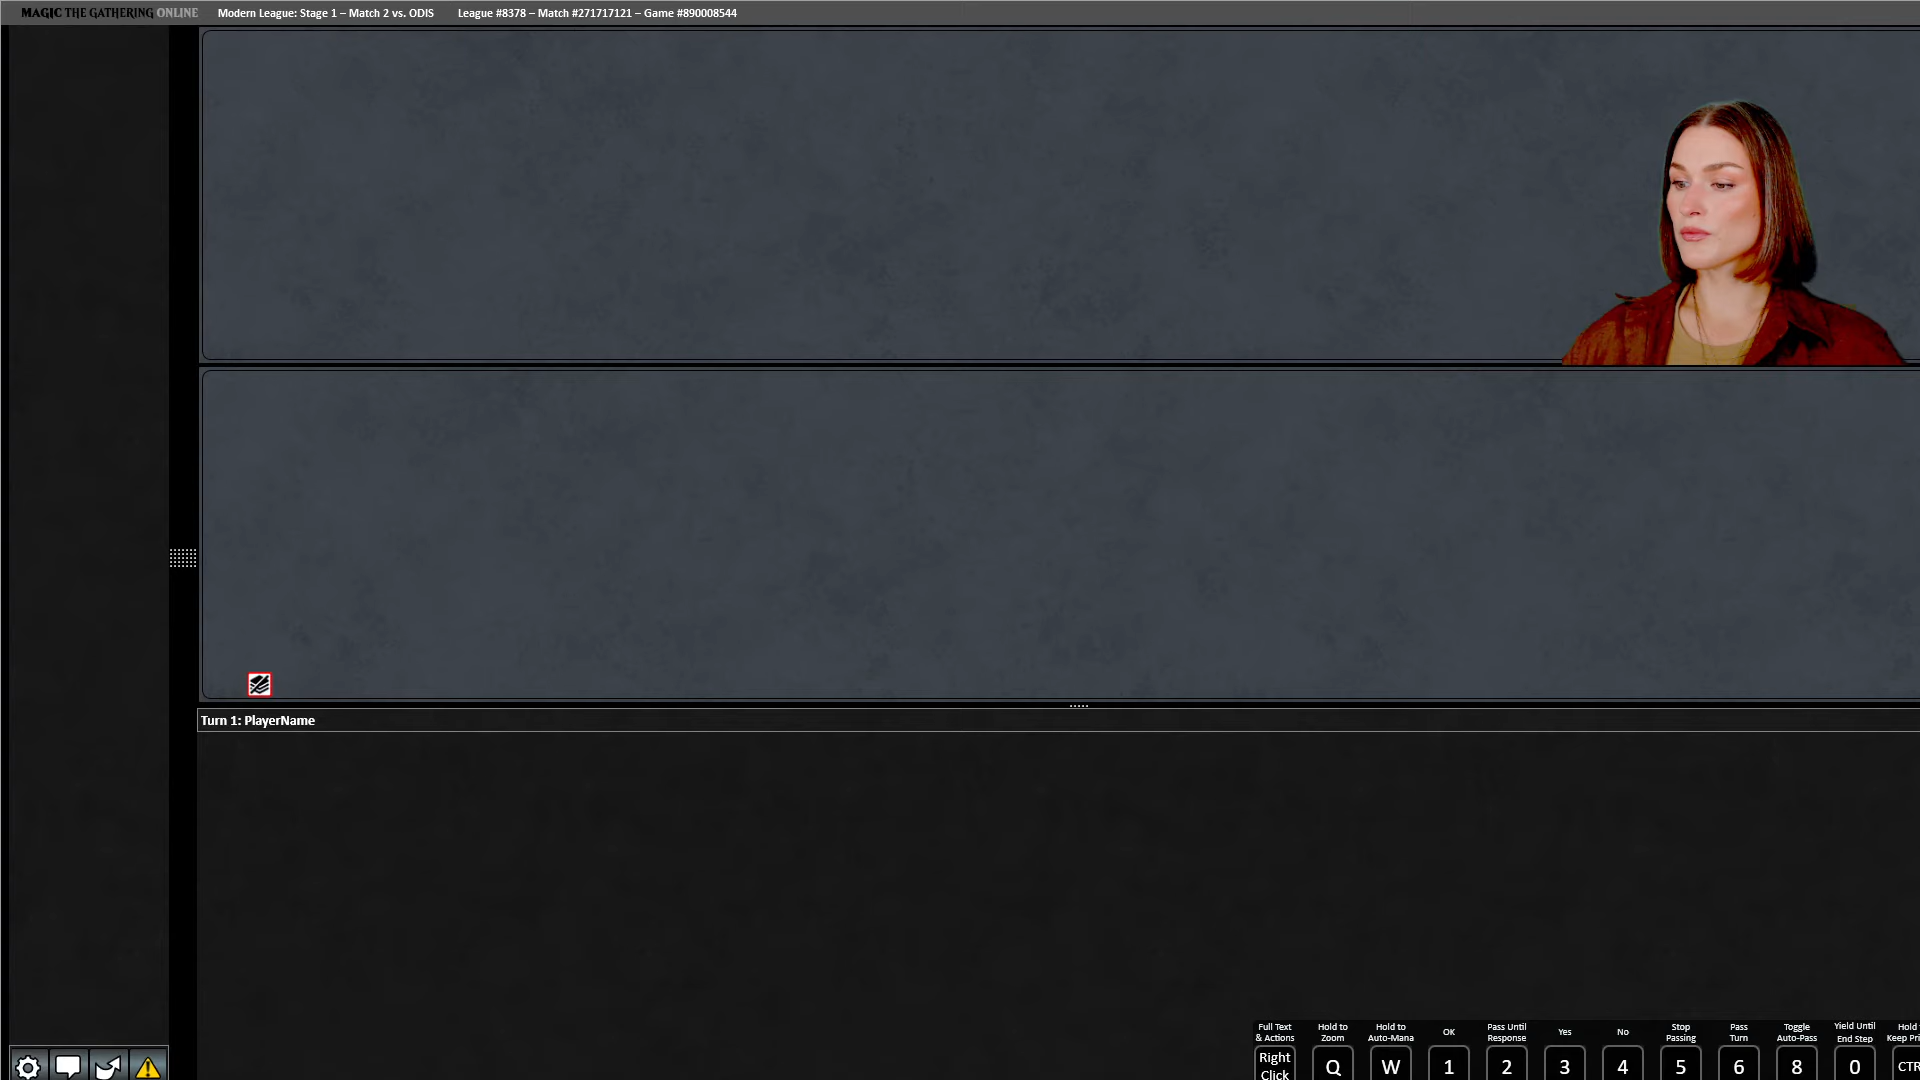 MAGIC THE GATHERING ONLINE Modern League: Stage 1 – Match 2 vs. ODIS League #8378 – Match #271717121 – Game #890008544
Turn 1: PlayerName
Full Text
& Actions
Right
Click
Hold to
Zoom
Q
Hold to
Auto-Mana
W
OK
1
Pass Until
Response
2
Yes
3
No
4
Stop
Passing
5
Pass
Turn
6
Toggle
Auto-Pass
8
Yield Until
End Step
0
Hold
Keep